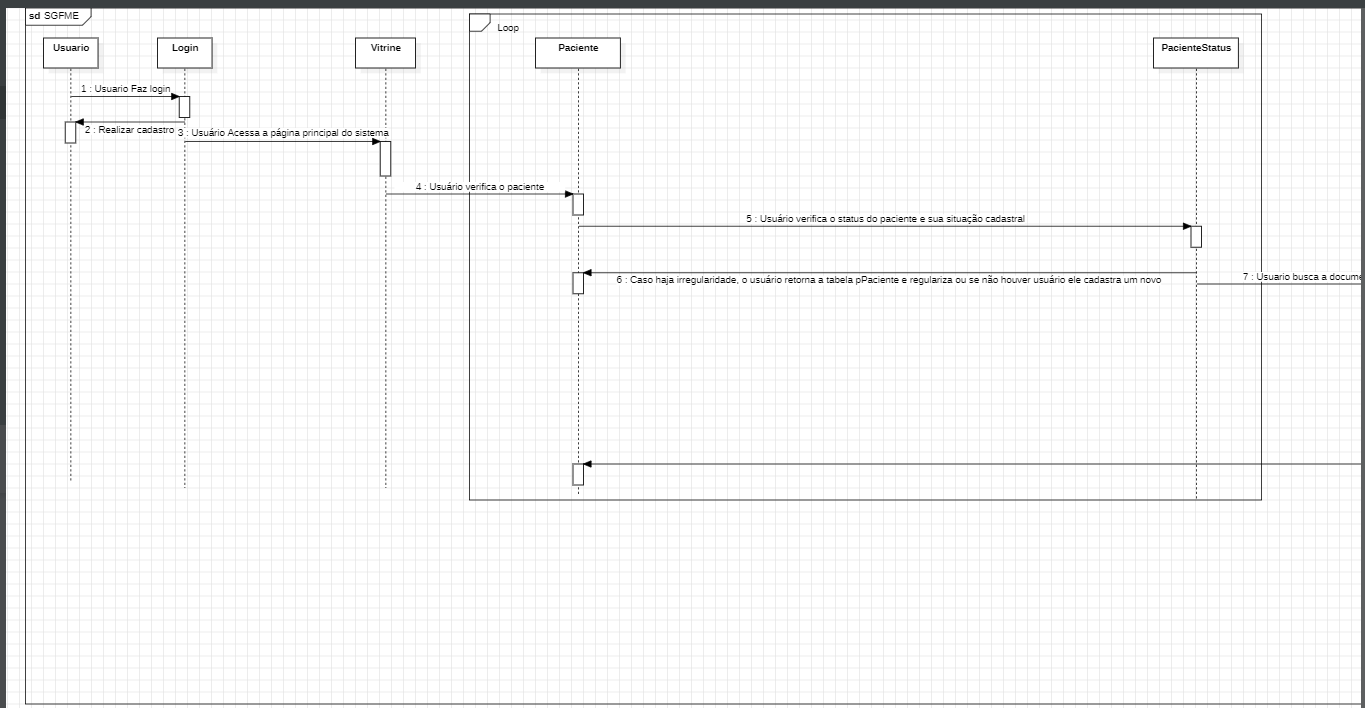 sd SGFME
Loop
Usuario
Login
Vitrine
Paciente
PacienteStatus
1 : Usuario Faz login
2 : Realizar cadastro
3 : Usuário Acessa a página principal do sistema
4 : Usuário verifica o paciente
5 : Usuário verifica o status do paciente e sua situação cadastral
6 : Caso haja irregularidade, o usuário retorna a tabela pPaciente e regulariza ou se não houver usuário ele cadastra um novo
7 : Usuario busca a docume